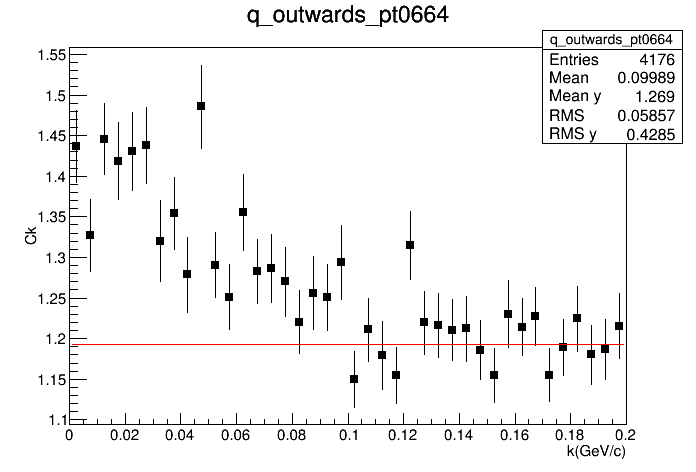 q_outwards_pt0664
q_outwards_pt0664
Entries 4176
Mean 0.09989
Mean y 1.269
RMS 0.05857
RMS y 0.4285
1.55
1.5
1.45
1.4
1.35
1.3
1.25
1.2
1.15
1.1
Ck
0 0.02 0.04 0.06 0.08 0.1 0.12 0.14 0.16 0.18 0.2
k(GeV/c)